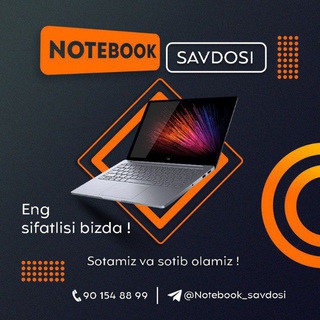 NOTEBOOK
SAVDOSI
Eng
sifatlisi bizda !
Sotamiz va sotib olamiz !
90 154 88 99
@Notebook_savdosi